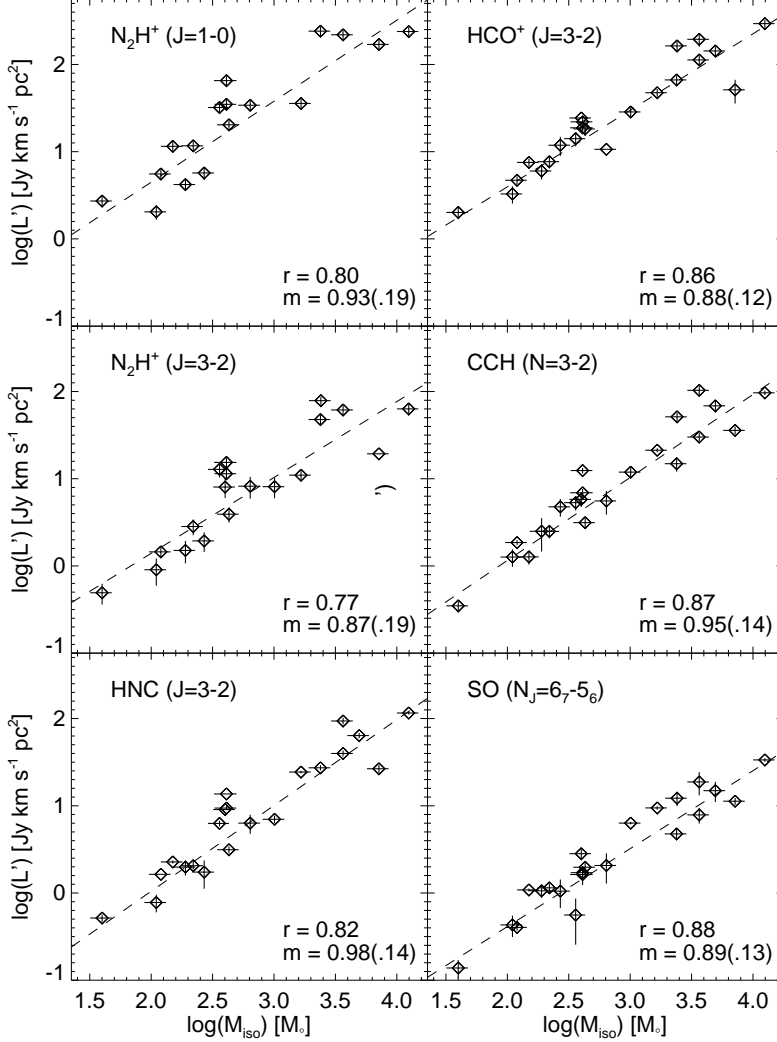 N₂H⁺ (J=1-0)
HCO⁺ (J=3-2)
2
1
0
-1
log(L') [Jy km s⁻¹ pc²]
r = 0.80
m = 0.93(.19)
r = 0.86
m = 0.88(.12)
N₂H⁺ (J=3-2)
CCH (N=3-2)
2
1
0
-1
log(L') [Jy km s⁻¹ pc²]
')
r = 0.77
m = 0.87(.19)
r = 0.87
m = 0.95(.14)
HNC (J=3-2)
SO (N_J=6₇-5₆)
2
1
0
-1
log(L') [Jy km s⁻¹ pc²]
r = 0.82
m = 0.98(.14)
r = 0.88
m = 0.89(.13)
1.5 2.0 2.5 3.0 3.5 4.0
1.5 2.0 2.5 3.0 3.5 4.0
log(M_iso) [M_°]
log(M_iso) [M_°]